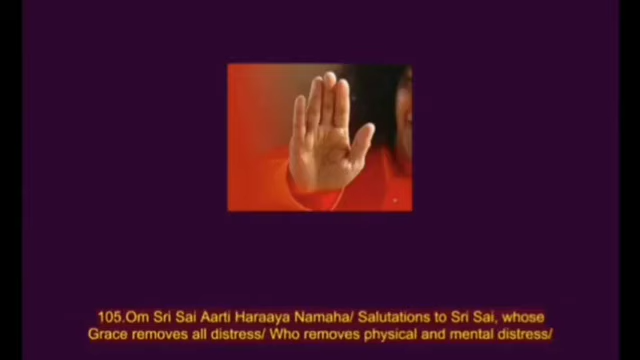 105.Om Sri Sai Aarti Haraaya Namaha/ Salutations to Sri Sai, whose
Grace removes all distress/ Who removes physical and mental distress/